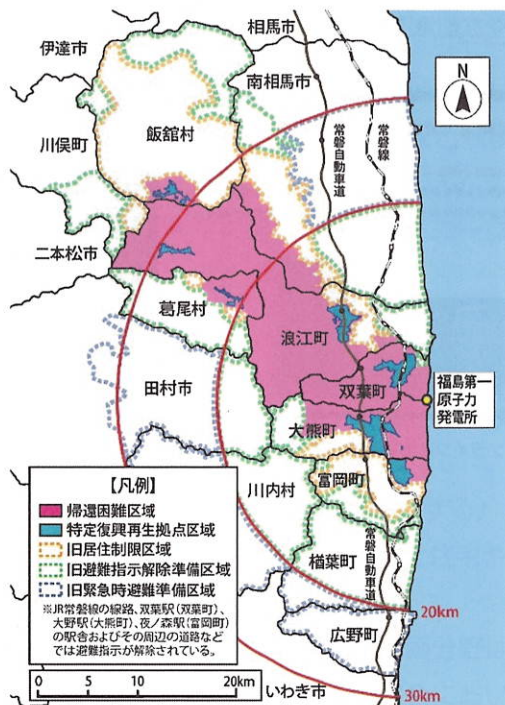 相馬市
伊達市
南相馬市
N
飯舘村
川俣町
常磐自動車道
常磐線
二本松市
葛尾村
浪江町
田村市
双葉町
福島第一
原子力
発電所
大熊町
【凡例】
帰還困難区域
特定復興再生拠点区域
旧居住制限区域
旧避難指示解除準備区域
旧緊急時避難準備区域
※JR常磐線の線路、双葉駅(双葉町)、
大野駅(大熊町)、夜ノ森駅(富岡町)
の駅舎およびその周辺の道路など
では避難指示が解除されている。
川内村
富岡町
楢葉町
常磐自動車道
20km
広野町
0 5 10 20km
いわき市
30km